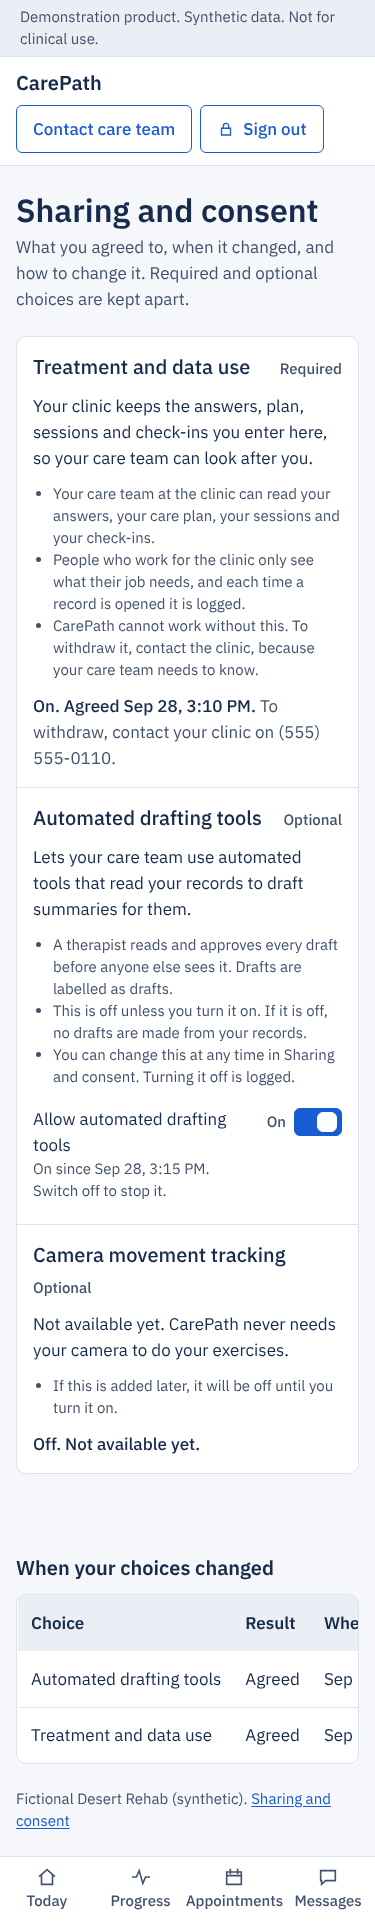 Demonstration product. Synthetic data. Not for
clinical use.
CarePath
Contact care team
Sign out
Sharing and consent
What you agreed to, when it changed, and
how to change it. Required and optional
choices are kept apart.
Treatment and data use Required
Your clinic keeps the answers, plan,
sessions and check-ins you enter here,
so your care team can look after you.
• Your care team at the clinic can read your
answers, your care plan, your sessions and
your check-ins.
• People who work for the clinic only see
what their job needs, and each time a
record is opened it is logged.
• CarePath cannot work without this. To
withdraw it, contact the clinic, because
your care team needs to know.
On. Agreed Sep 28, 3:10 PM. To
withdraw, contact your clinic on (555)
555-0110.
Automated drafting tools Optional
Lets your care team use automated
tools that read your records to draft
summaries for them.
• A therapist reads and approves every draft
before anyone else sees it. Drafts are
labelled as drafts.
• This is off unless you turn it on. If it is off,
no drafts are made from your records.
• You can change this at any time in Sharing
and consent. Turning it off is logged.
Allow automated drafting
tools
On
On since Sep 28, 3:15 PM.
Switch off to stop it.
Camera movement tracking
Optional
Not available yet. CarePath never needs
your camera to do your exercises.
• If this is added later, it will be off until you
turn it on.
Off. Not available yet.
When your choices changed
Choice Result Whe
Automated drafting tools Agreed Sep
Treatment and data use Agreed Sep
Fictional Desert Rehab (synthetic). Sharing and
consent
Today Progress Appointments Messages